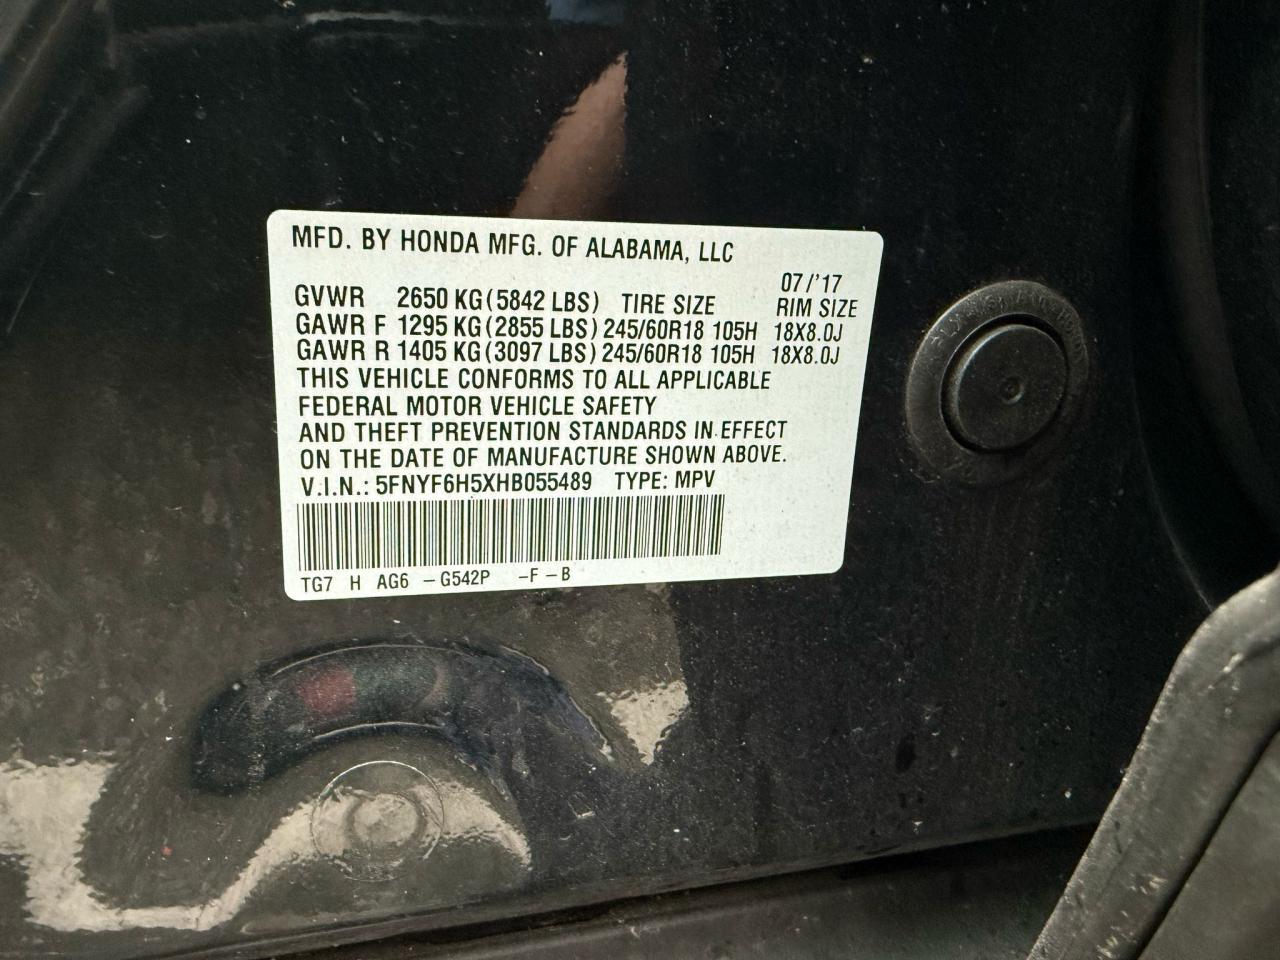 MFD. BY HONDA MFG. OF ALABAMA, LLC
07/'17
GVWR 2650 KG (5842 LBS) TIRE SIZE RIM SIZE
GAWR F 1295 KG (2855 LBS) 245/60R18 105H 18X8.0J
GAWR R 1405 KG (3097 LBS) 245/60R18 105H 18X8.0J
THIS VEHICLE CONFORMS TO ALL APPLICABLE
FEDERAL MOTOR VEHICLE SAFETY
AND THEFT PREVENTION STANDARDS IN EFFECT
ON THE DATE OF MANUFACTURE SHOWN ABOVE.
V.I.N.: 5FNYF6H5XHB055489 TYPE: MPV
TG7 H AG6 -G542P -F-B